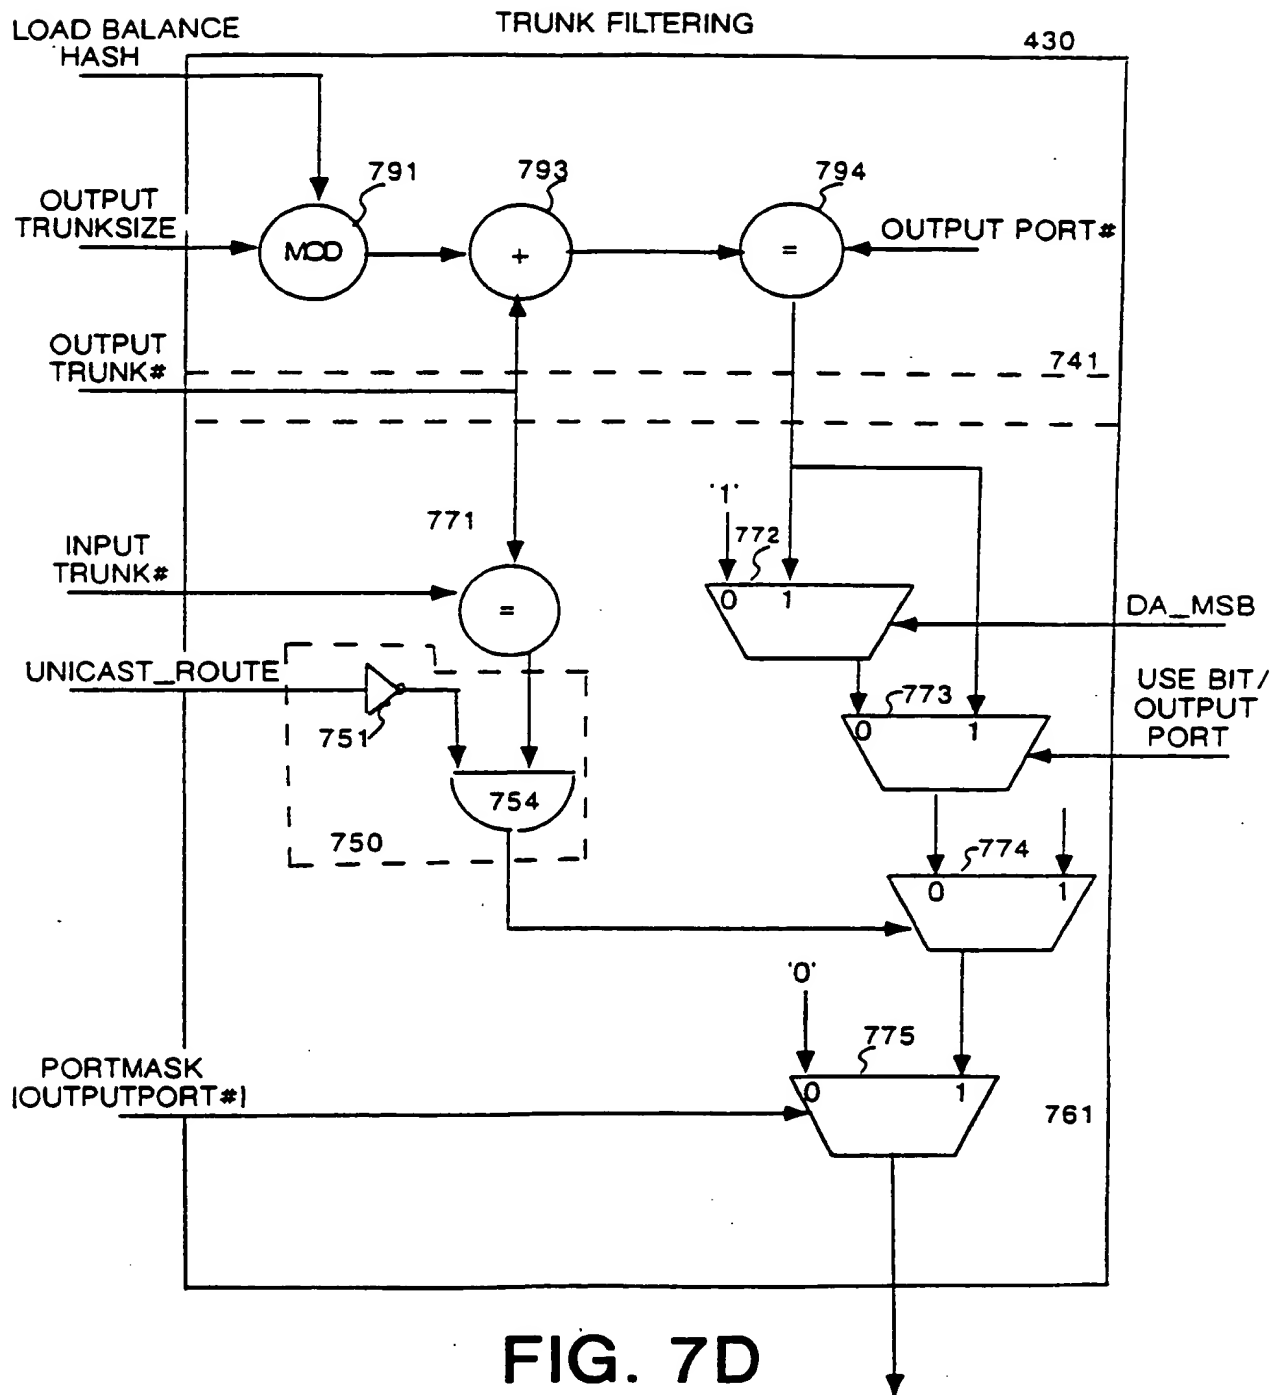 TRUNK FILTERING
LOAD BALANCE
HASH
430
791
793
794
OUTPUT
TRUNKSIZE
MOD
+
=
OUTPUT PORT#
OUTPUT
TRUNK#
741
'1'
771
772
INPUT
TRUNK#
=
0
1
DA_MSB
UNICAST_ROUTE
751
773
0
1
USE BIT/
OUTPUT
PORT
754
750
774
0
1
'0'
775
PORTMASK
[OUTPUTPORT#]
0
1
761
FIG. 7D